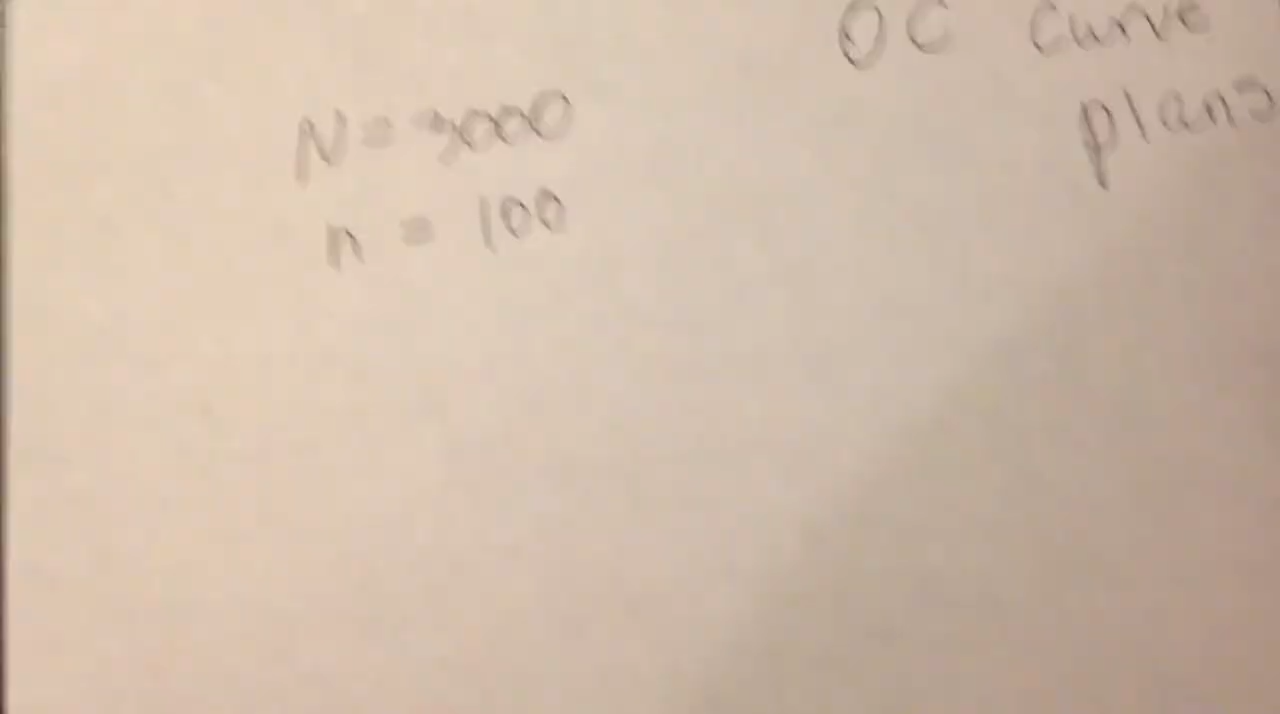 OC Curve
plans
N = 3000
n = 100